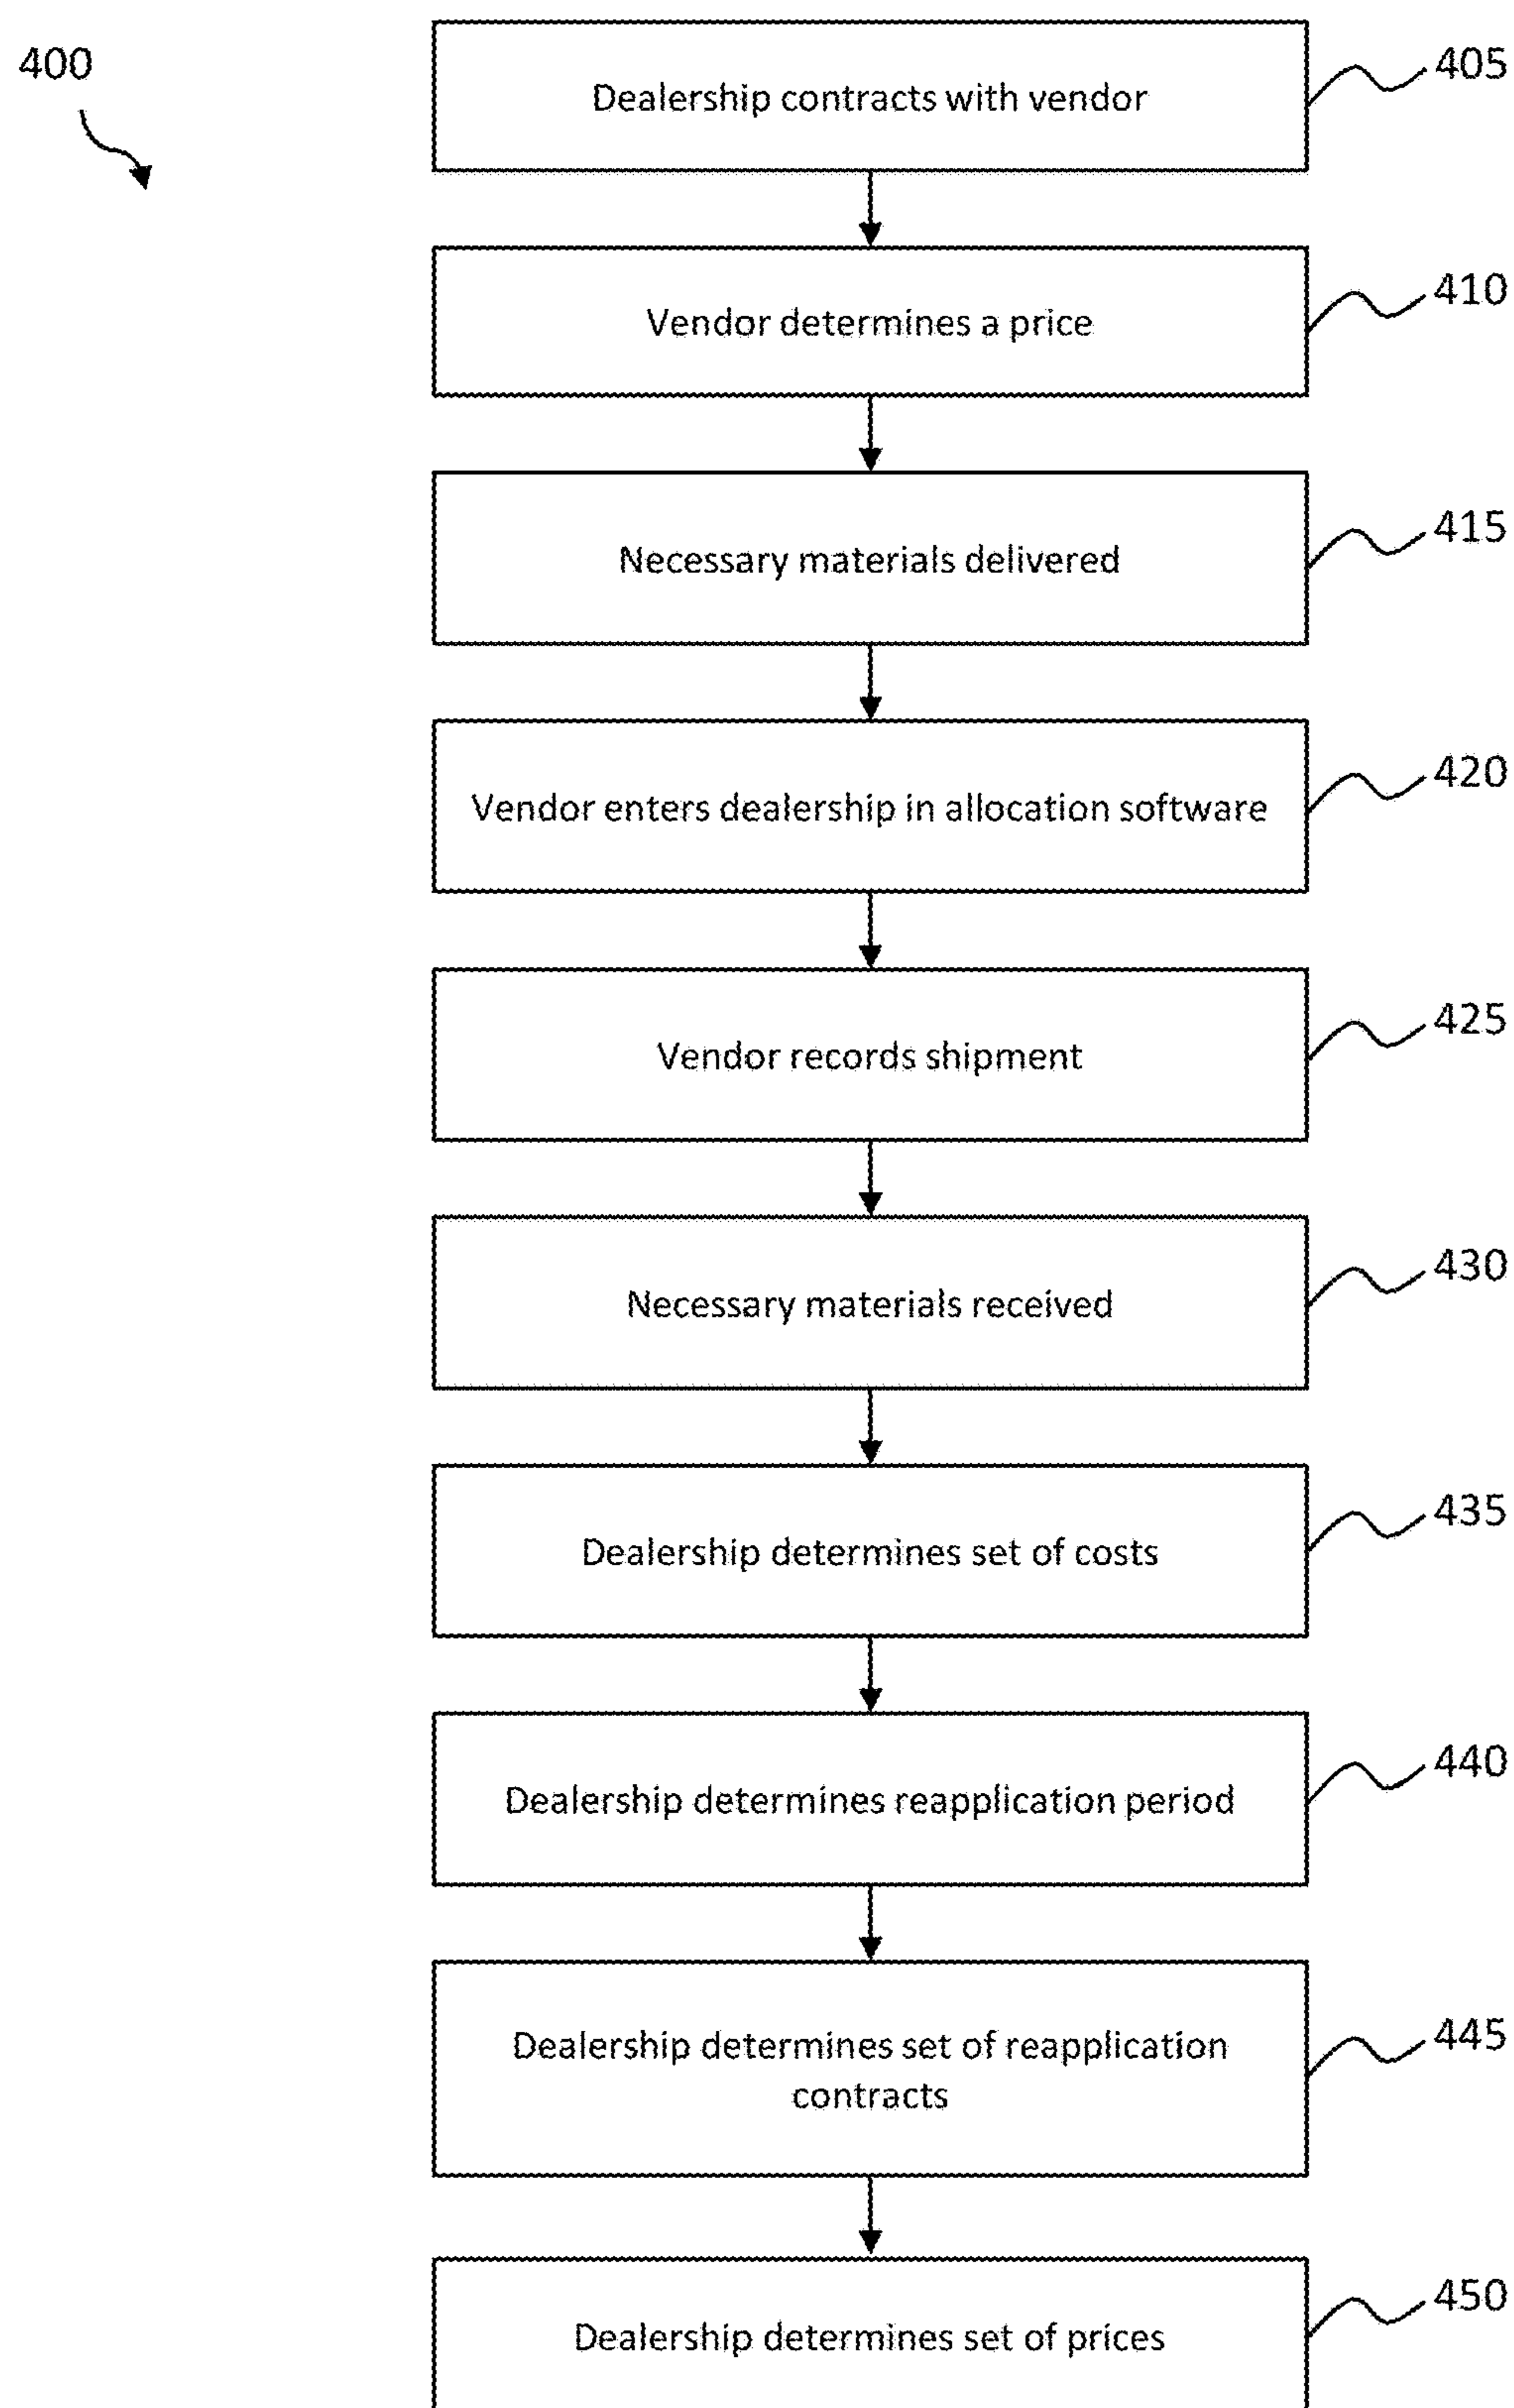 400
Dealership contracts with vendor
405
Vendor determines a price
410
Necessary materials delivered
415
Vendor enters dealership in allocation software
420
Vendor records shipment
425
Necessary materials received
430
Dealership determines set of costs
435
Dealership determines reapplication period
440
Dealership determines set of reapplication
contracts
445
Dealership determines set of prices
450